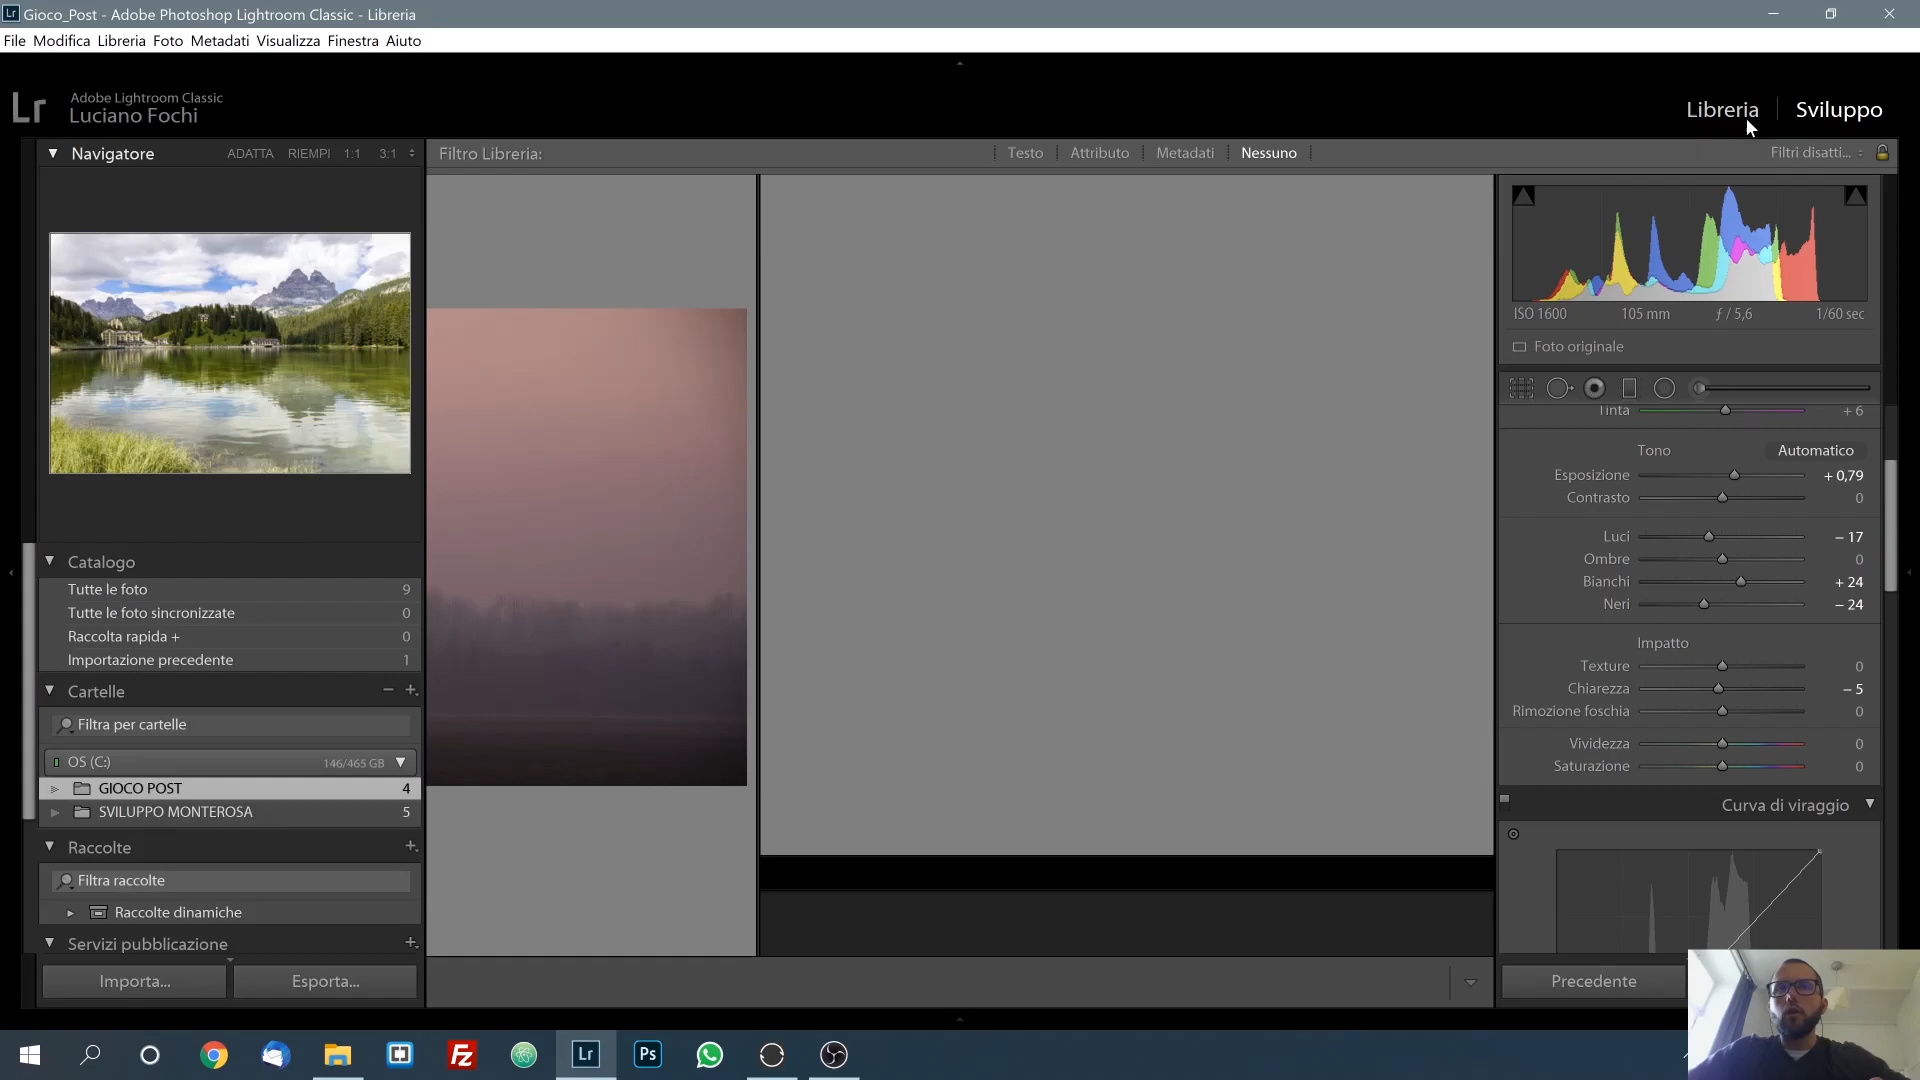 Lr Gioco_Post - Adobe Photoshop Lightroom Classic - Libreria
File Modifica Libreria Foto Metadati Visualizza Finestra Aiuto
Lr
Adobe Lightroom Classic
Luciano Fochi
Libreria Sviluppo
Navigatore ADATTA RIEMPI 1:1 3:1
Filtro Libreria: Testo Attributo Metadati Nessuno Filtri disatti...
Catalogo
Tutte le foto 9
Tutte le foto sincronizzate 0
Raccolta rapida + 0
Importazione precedente 1
Cartelle
Filtra per cartelle
OS (C:) 146/465 GB
GIOCO POST 4
SVILUPPO MONTEROSA 5
Raccolte
Filtra raccolte
Raccolte dinamiche
Servizi pubblicazione
Importa... Esporta...
ISO 1600 105 mm ƒ / 5,6 1/60 sec
Foto originale
Tinta + 6
Tono Automatico
Esposizione + 0,79
Contrasto 0
Luci – 17
Ombre 0
Bianchi + 24
Neri – 24
Impatto
Texture 0
Chiarezza – 5
Rimozione foschia 0
Vividezza 0
Saturazione 0
Curva di viraggio
Precedente
Fz
Lr
Ps